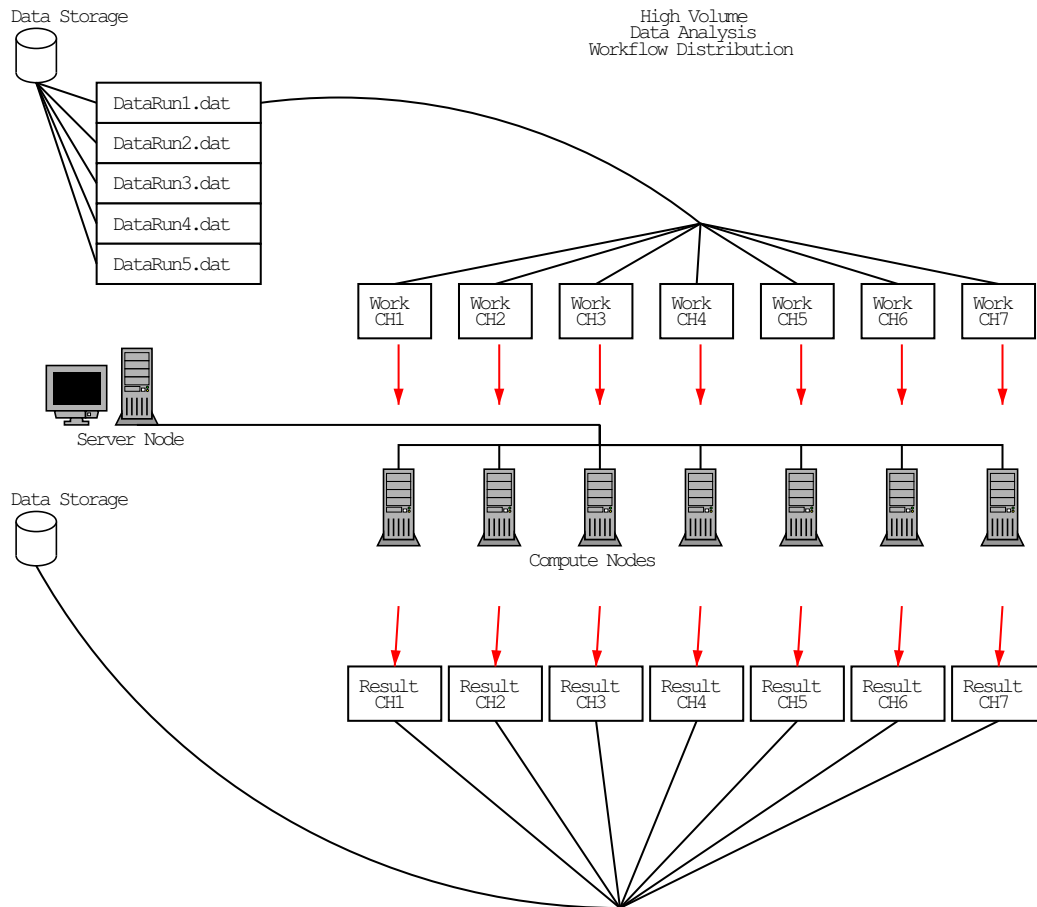 Data Storage
High Volume
Data Analysis
Workflow Distribution
DataRun1.dat
DataRun2.dat
DataRun3.dat
DataRun4.dat
DataRun5.dat
Work
CH1
Work
CH2
Work
CH3
Work
CH4
Work
CH5
Work
CH6
Work
CH7
Server Node
Data Storage
Compute Nodes
Result
CH1
Result
CH2
Result
CH3
Result
CH4
Result
CH5
Result
CH6
Result
CH7